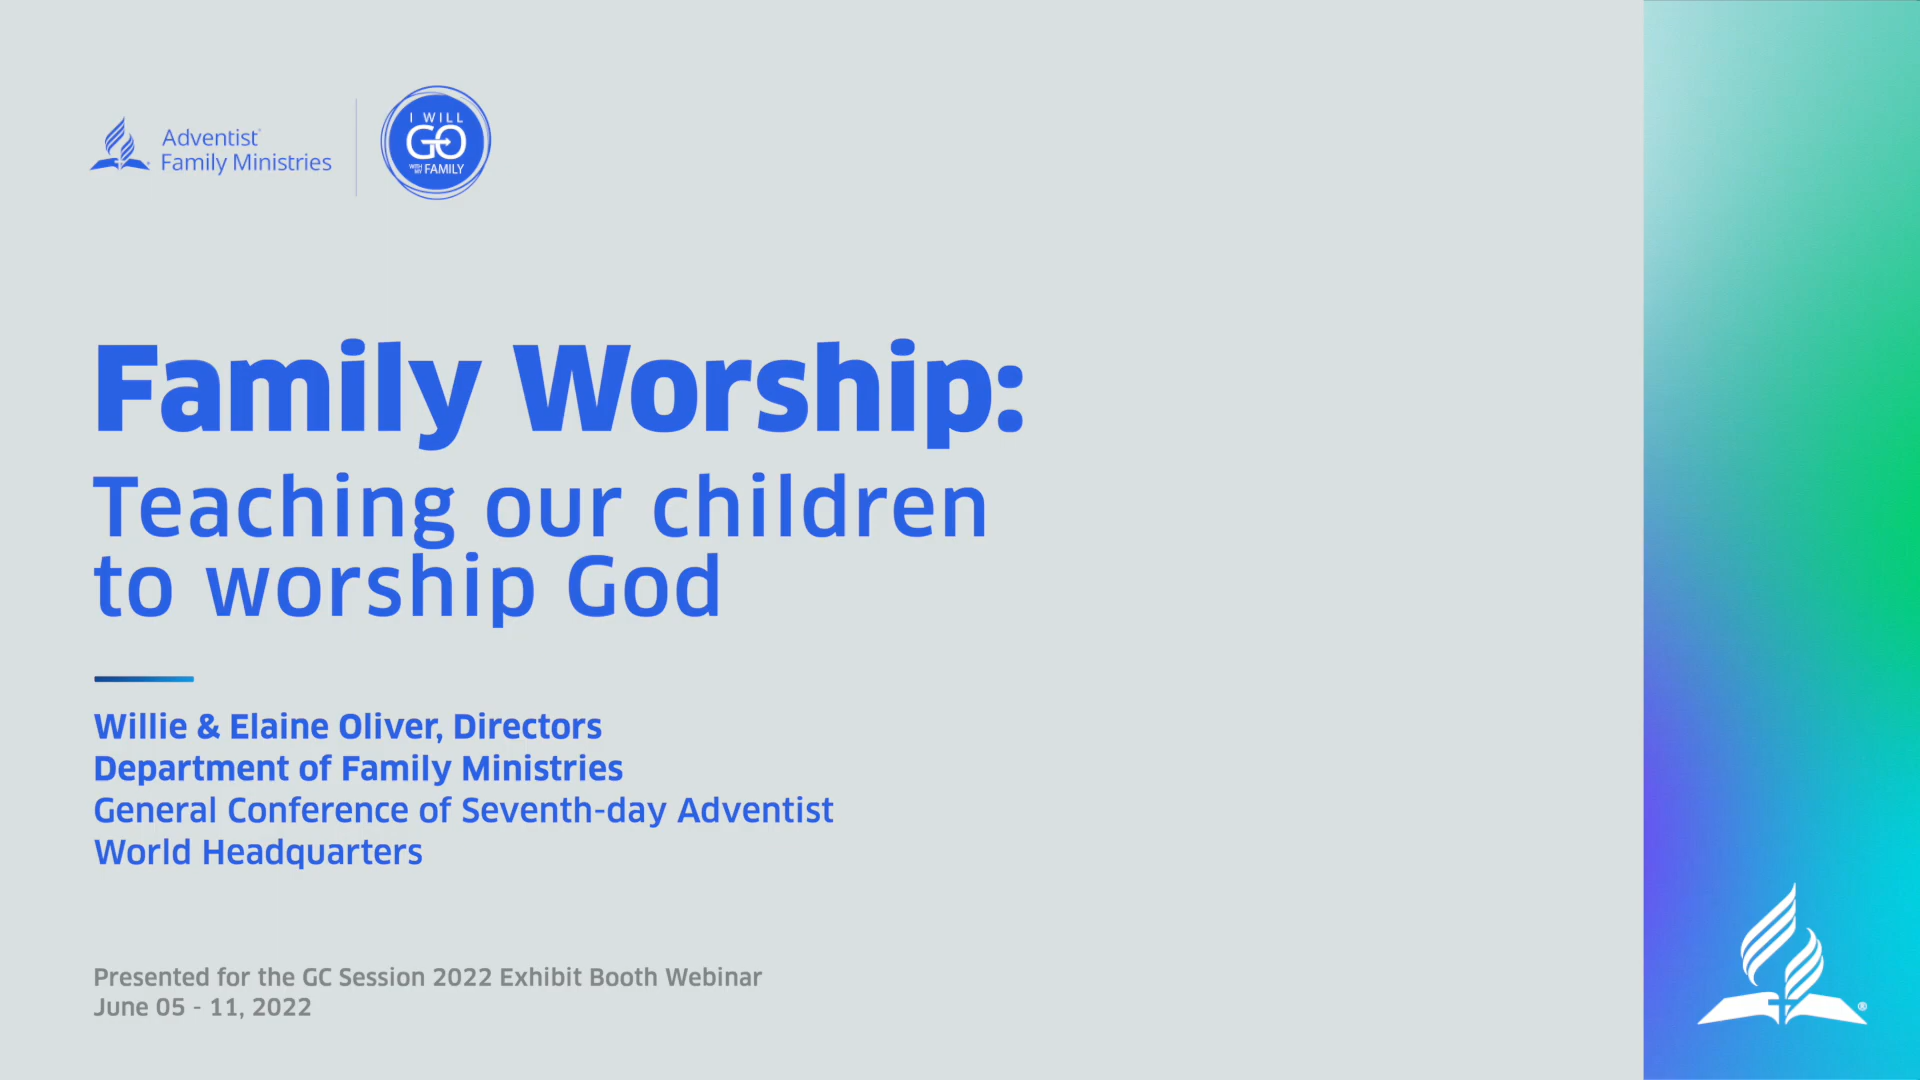 Adventist
Family Ministries
I WILL
GO
WITH MY FAMILY
Family Worship:
Teaching our children
to worship God
Willie & Elaine Oliver, Directors
Department of Family Ministries
General Conference of Seventh-day Adventist
World Headquarters
Presented for the GC Session 2022 Exhibit Booth Webinar
June 05 - 11, 2022
®